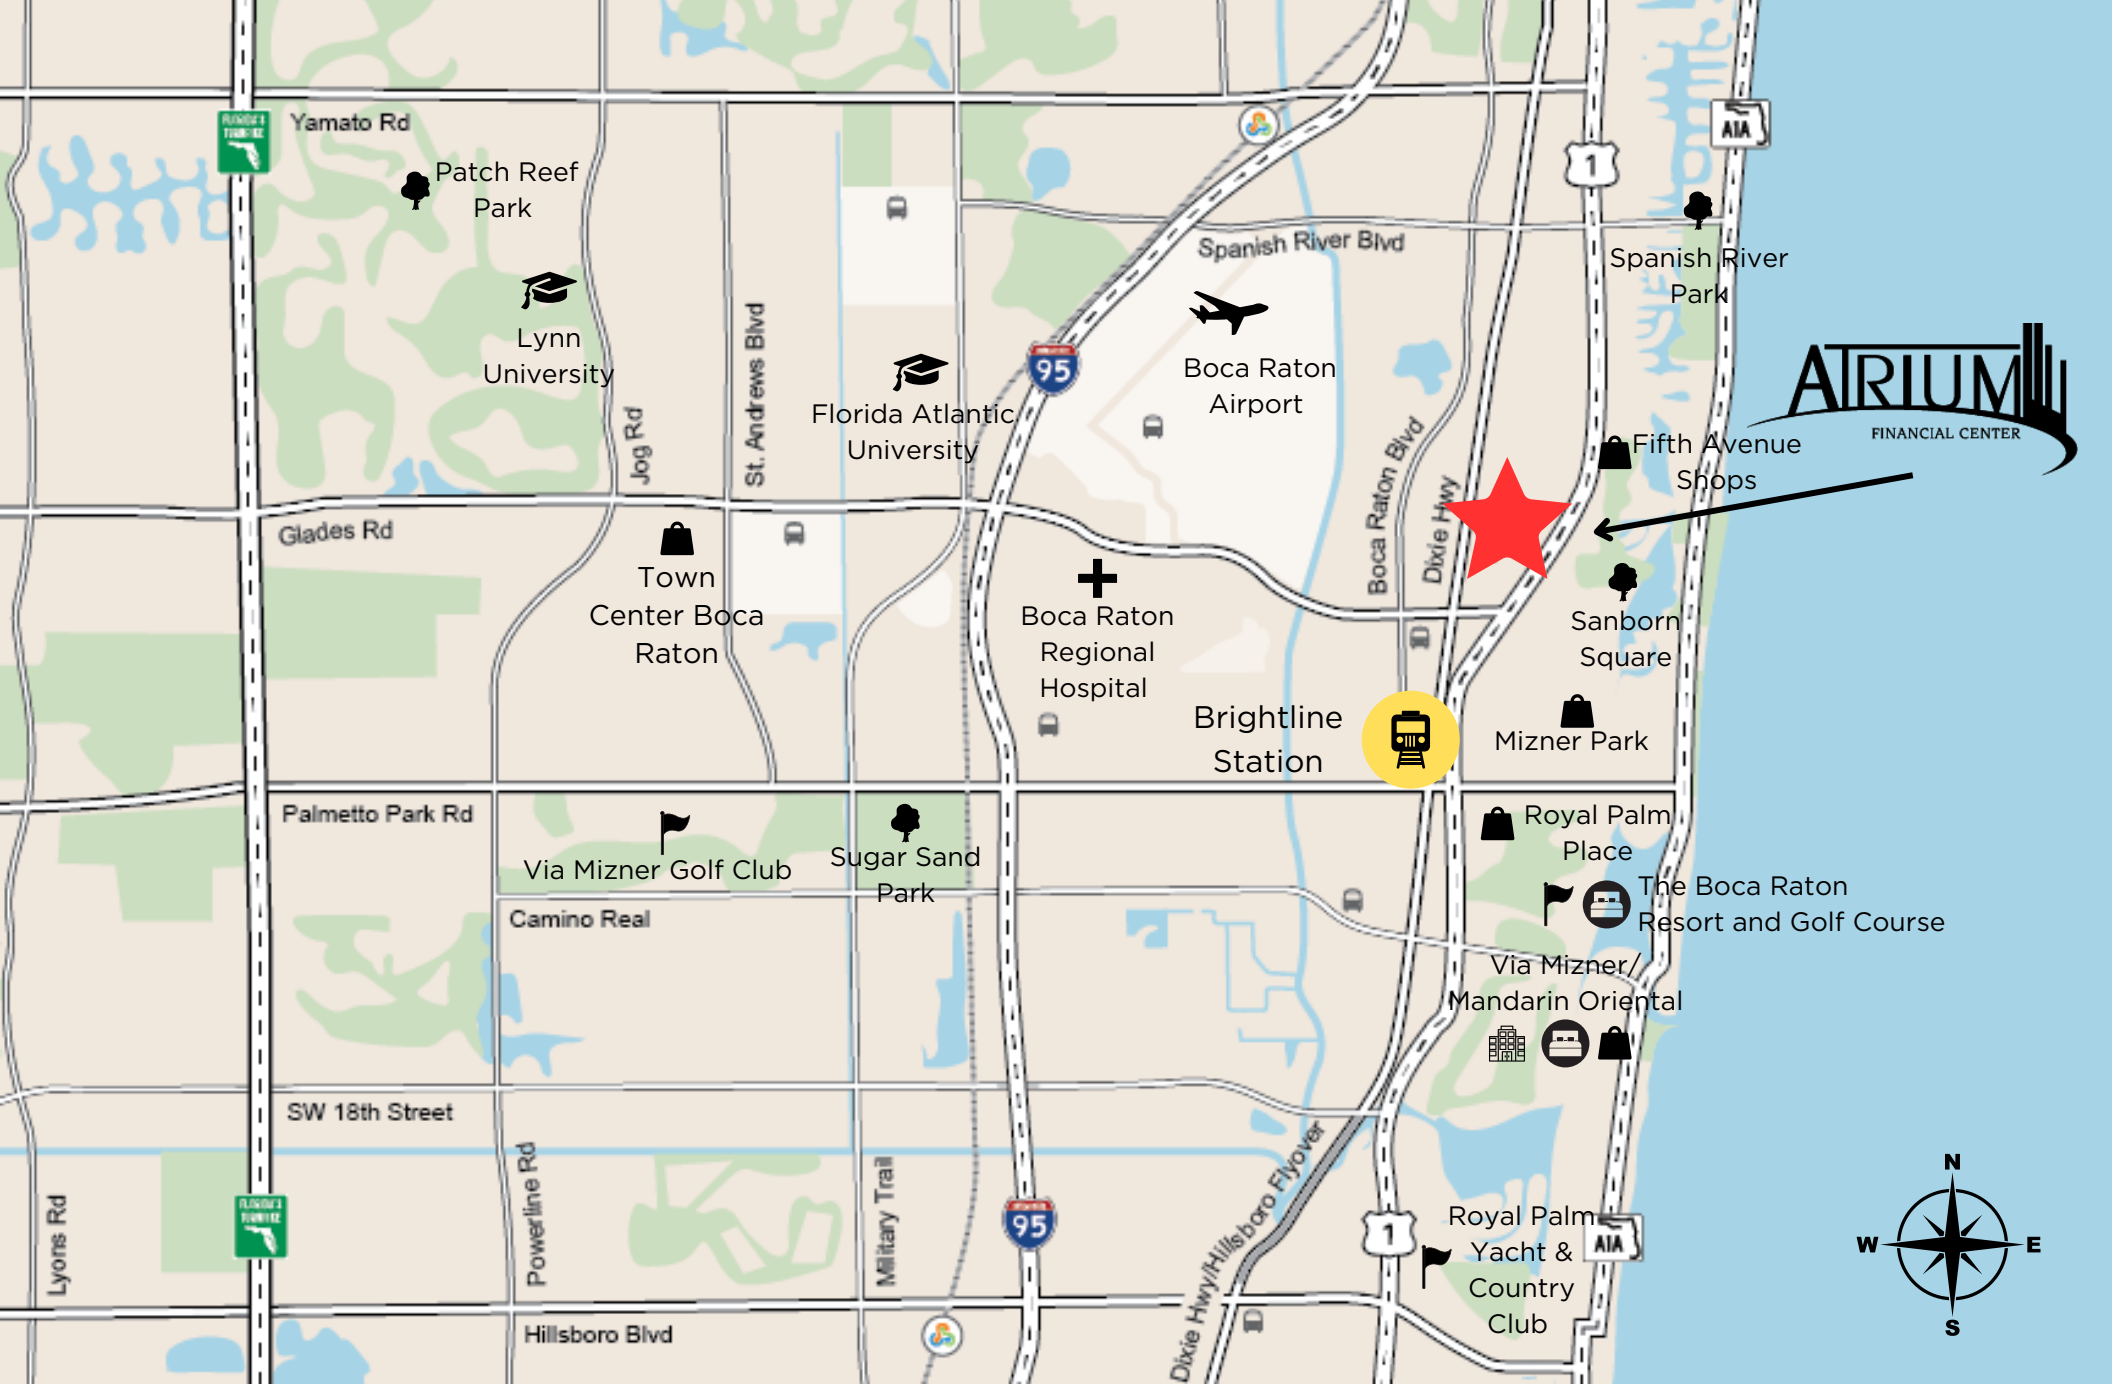 FLORIDA'S
TURNPIKE
Yamato Rd
A1A
1
Patch Reef
Park
Spanish River Blvd
Spanish River
Park
Lynn
University
Jog Rd
St. Andrews Blvd
Florida Atlantic
University
95
Boca Raton
Airport
Boca Raton Blvd
Dixie Hwy
ATRIUM
FINANCIAL CENTER
Fifth Avenue
Shops
Glades Rd
Town
Center Boca
Raton
Boca Raton
Regional
Hospital
Sanborn
Square
Brightline
Station
Mizner Park
Palmetto Park Rd
Via Mizner Golf Club
Sugar Sand
Park
Royal Palm
Place
The Boca Raton
Resort and Golf Course
Camino Real
Via Mizner/
Mandarin Oriental
SW 18th Street
Lyons Rd
FLORIDA'S
TURNPIKE
Powerline Rd
Military Trail
95
Dixie Hwy/Hillsboro Flyover
1
Royal Palm
Yacht &
Country
Club
A1A
N
W
E
S
Hillsboro Blvd